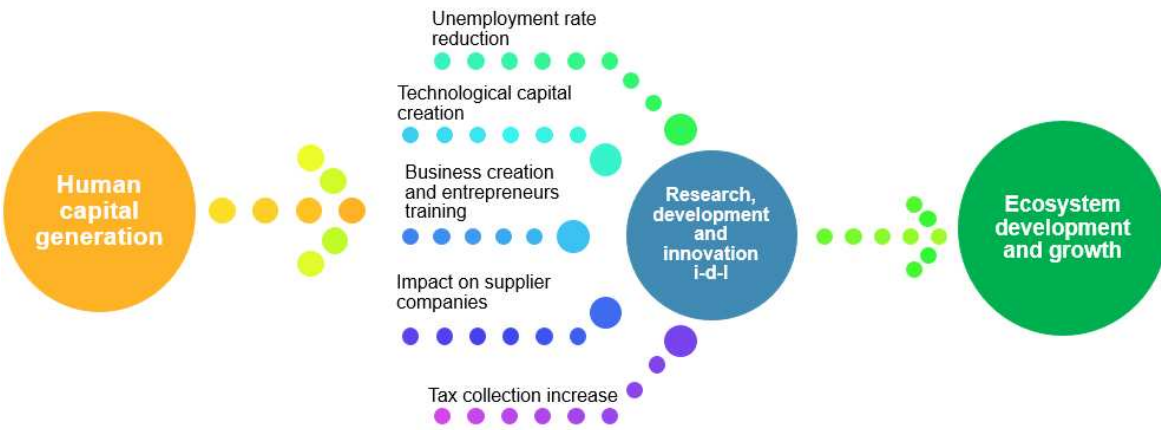 Unemployment rate
reduction
Technological capital
creation
Business creation
and entrepreneurs
training
Impact on supplier
companies
Tax collection increase
Human
capital
generation
Research,
development
and
innovation
i-d-I
Ecosystem
development
and growth